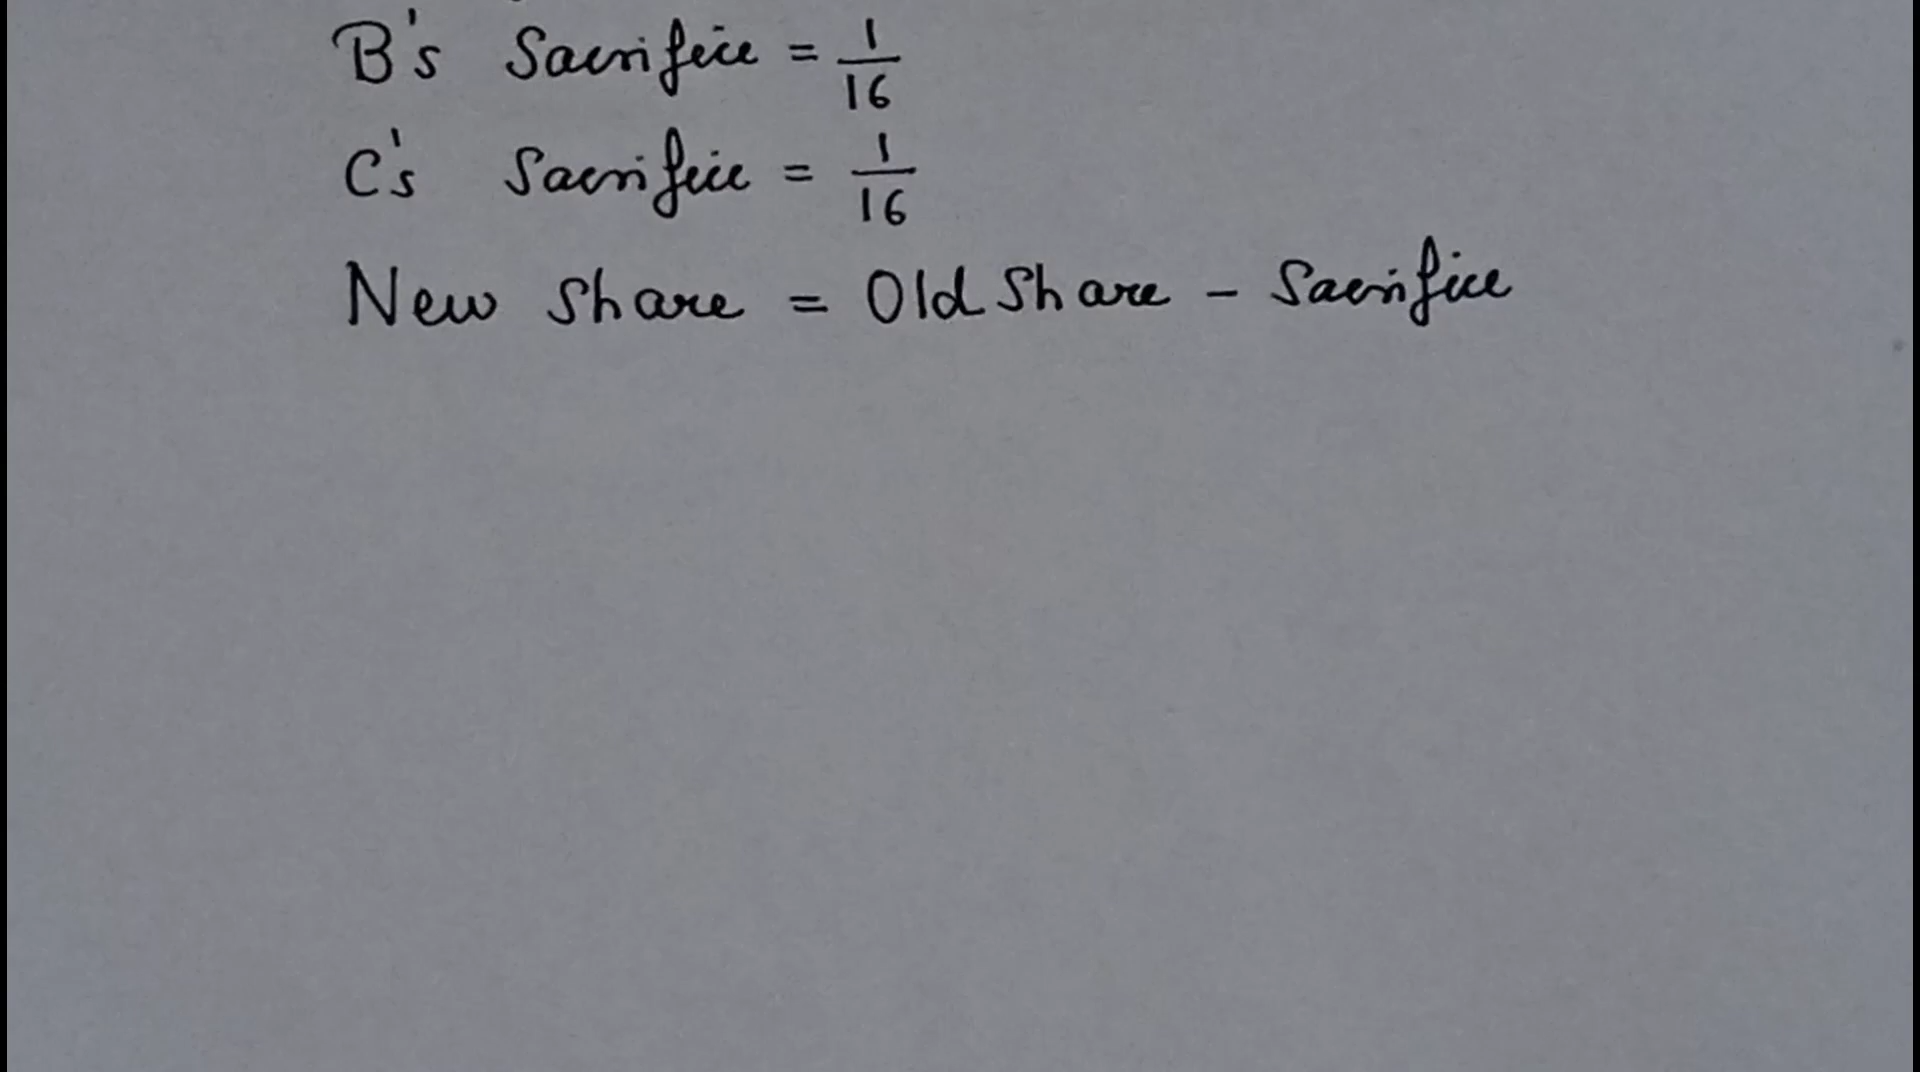 B's Sacrifice = 1/16
C's Sacrifice = 1/16
New Share = Old Share - Sacrifice